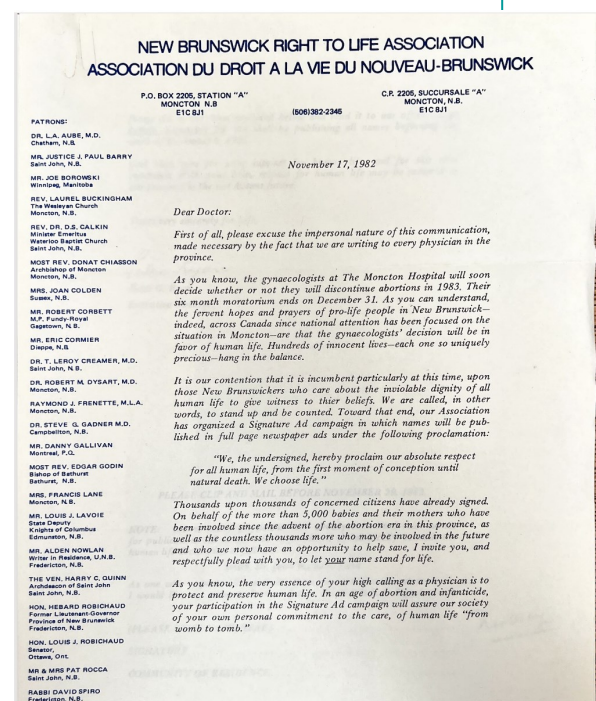 NEW BRUNSWICK RIGHT TO LIFE ASSOCIATION
ASSOCIATION DU DROIT A LA VIE DU NOUVEAU-BRUNSWICK
P.O. BOX 2205, STATION "A"
MONCTON N.B
E1C 8J1
(506)382-2345
C.P. 2205, SUCCURSALE "A"
MONCTON, N.B.
E1C 8J1
PATRONS:
DR. L.A. AUBE, M.D.
Chatham, N.B.
MR. JUSTICE J. PAUL BARRY
Saint John, N.B.
MR. JOE BOROWSKI
Winnipeg, Manitoba
REV. LAUREL BUCKINGHAM
The Wesleyan Church
Moncton, N.B.
REV. DR. D.S. CALKIN
Minister Emeritus
Waterloo Baptist Church
Saint John, N.B.
MOST REV. DONAT CHIASSON
Archbishop of Moncton
Moncton, N.B.
MRS. JOAN COLDEN
Sussex, N.B.
MR. ROBERT CORBETT
M.P. Fundy-Royal
Gagetown, N.B.
MR. ERIC CORMIER
Dieppe, N.B.
DR. T. LEROY CREAMER, M.D.
Saint John, N.B.
DR. ROBERT M. DYSART, M.D.
Moncton, N.B.
RAYMOND J. FRENETTE, M.L.A.
Moncton, N.B.
DR. STEVE G. GADNER M.D.
Campbellton, N.B.
MR. DANNY GALLIVAN
Montreal, P.Q.
MOST REV. EDGAR GODIN
Bishop of Bathurst
Bathurst, N.B.
MRS. FRANCIS LANE
Moncton, N.B.
MR. LOUIS J. LAVOIE
State Deputy
Knights of Columbus
Edmunston, N.B.
MR. ALDEN NOWLAN
Writer in Residence, U.N.B.
Fredericton, N.B.
THE VEN. HARRY C. QUINN
Archdeacon of Saint John
Saint John, N.B.
HON. HEBARD ROBICHAUD
Former Lieutenant-Governor
Province of New Brunswick
Fredericton, N.B.
HON. LOUIS J. ROBICHAUD
Senator,
Ottawa, Ont.
MR & MRS PAT ROCCA
Saint John, N.B.
RABBI DAVID SPIRO
Fredericton, N.B.
November 17, 1982
Dear Doctor:
First of all, please excuse the impersonal nature of this communication,
made necessary by the fact that we are writing to every physician in the
province.
As you know, the gynaecologists at The Moncton Hospital will soon
decide whether or not they will discontinue abortions in 1983. Their
six month moratorium ends on December 31. As you can understand,
the fervent hopes and prayers of pro-life people in New Brunswick—
indeed, across Canada since national attention has been focused on the
situation in Moncton—are that the gynaecologists' decision will be in
favor of human life. Hundreds of innocent lives—each one so uniquely
precious—hang in the balance.
It is our contention that it is incumbent particularly at this time, upon
those New Brunswickers who care about the inviolable dignity of all
human life to give witness to thier beliefs. We are called, in other
words, to stand up and be counted. Toward that end, our Association
has organized a Signature Ad campaign in which names will be pub-
lished in full page newspaper ads under the following proclamation:
"We, the undersigned, hereby proclaim our absolute respect
for all human life, from the first moment of conception until
natural death. We choose life."
Thousands upon thousands of concerned citizens have already signed.
On behalf of the more than 5,000 babies and their mothers who have
been involved since the advent of the abortion era in this province, as
well as the countless thousands more who may be involved in the future
and who we now have an opportunity to help save, I invite you, and
respectfully plead with you, to let your name stand for life.
As you know, the very essence of your high calling as a physician is to
protect and preserve human life. In an age of abortion and infanticide,
your participation in the Signature Ad campaign will assure our society
of your own personal commitment to the care, of human life "from
womb to tomb."